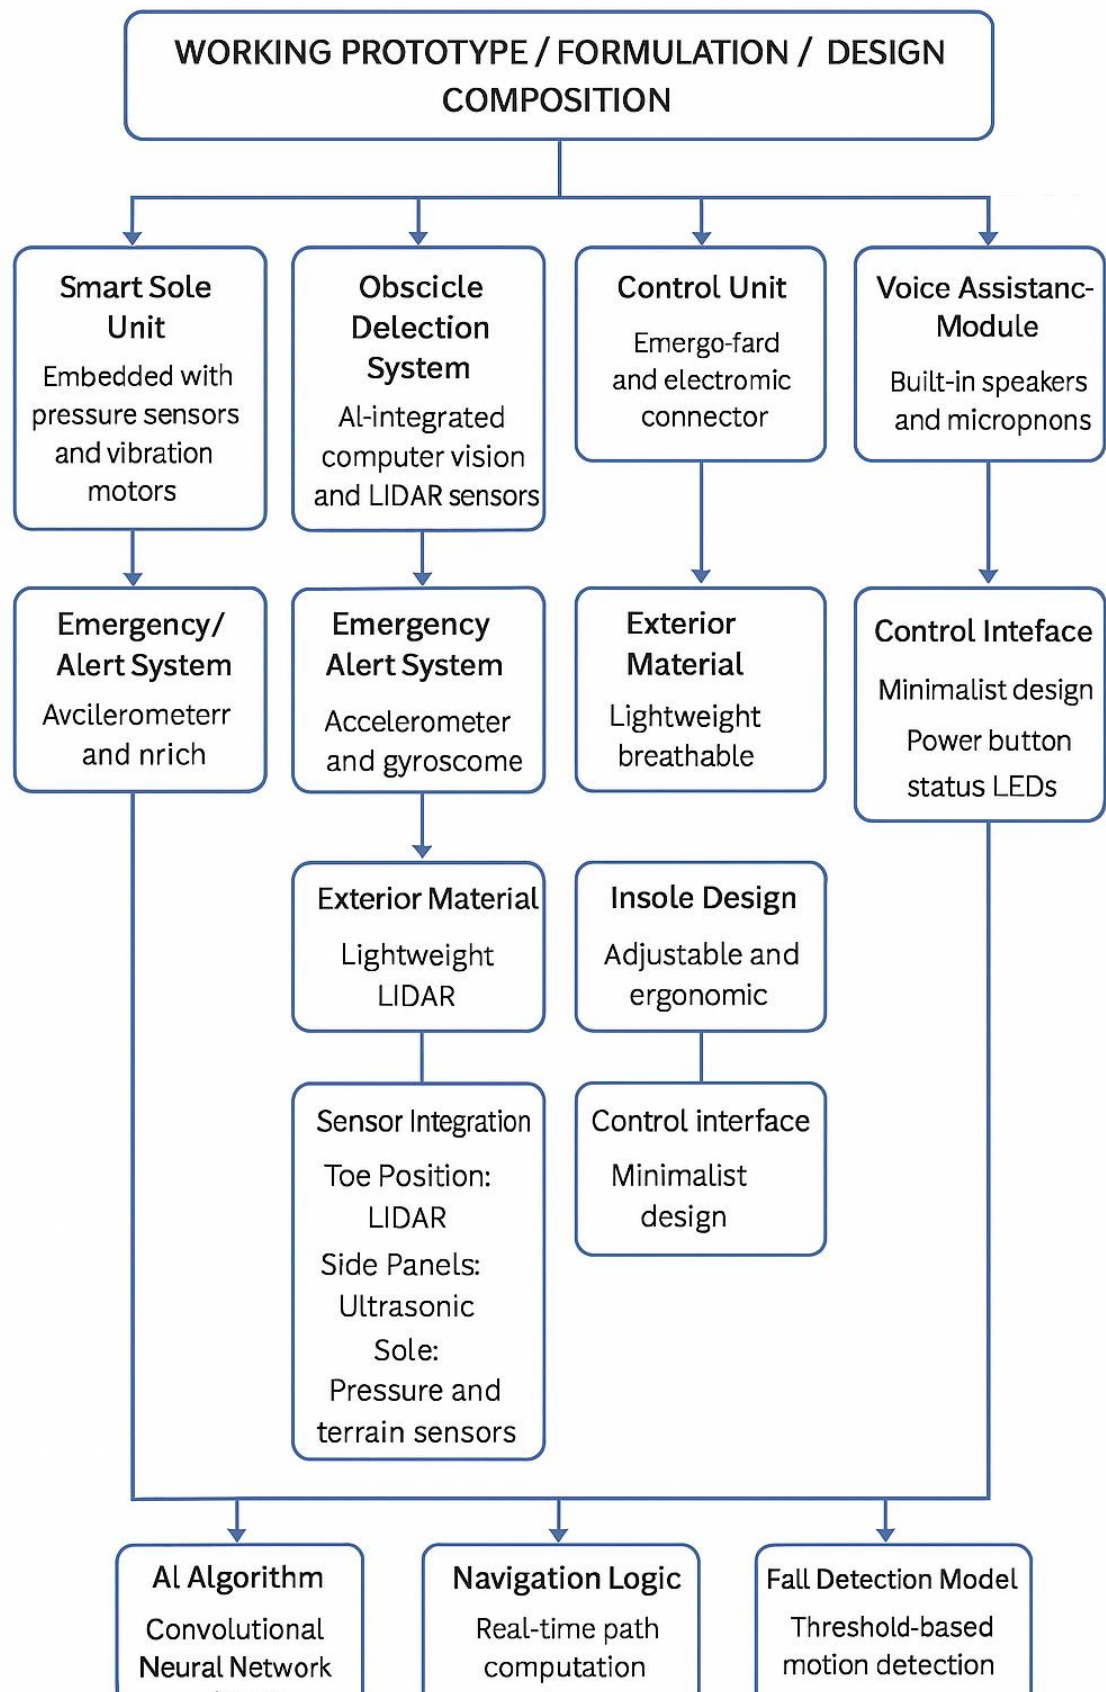 WORKING PROTOTYPE / FORMULATION / DESIGN
COMPOSITION
Smart Sole
Unit
Embedded with
pressure sensors
and vibration
motors
Obscicle
Delection
System
AI-integrated
computer vision
and LIDAR sensors
Control Unit
Emergo-fard
and electromic
connector
Voice Assistanc-
Module
Built-in speakers
and micropnons
Emergency/
Alert System
Avcilerometerr
and nrich
Emergency
Alert System
Accelerometer
and gyroscome
Exterior
Material
Lightweight
breathable
Control Inteface
Minimalist design
Power button
status LEDs
Exterior Material
Lightweight
LIDAR
Insole Design
Adjustable and
ergonomic
Sensor Integration
Toe Position:
LIDAR
Side Panels:
Ultrasonic
Sole:
Pressure and
terrain sensors
Control interface
Minimalist
design
AI Algorithm
Convolutional
Neural Network
Navigation Logic
Real-time path
computation
Fall Detection Model
Threshold-based
motion detection